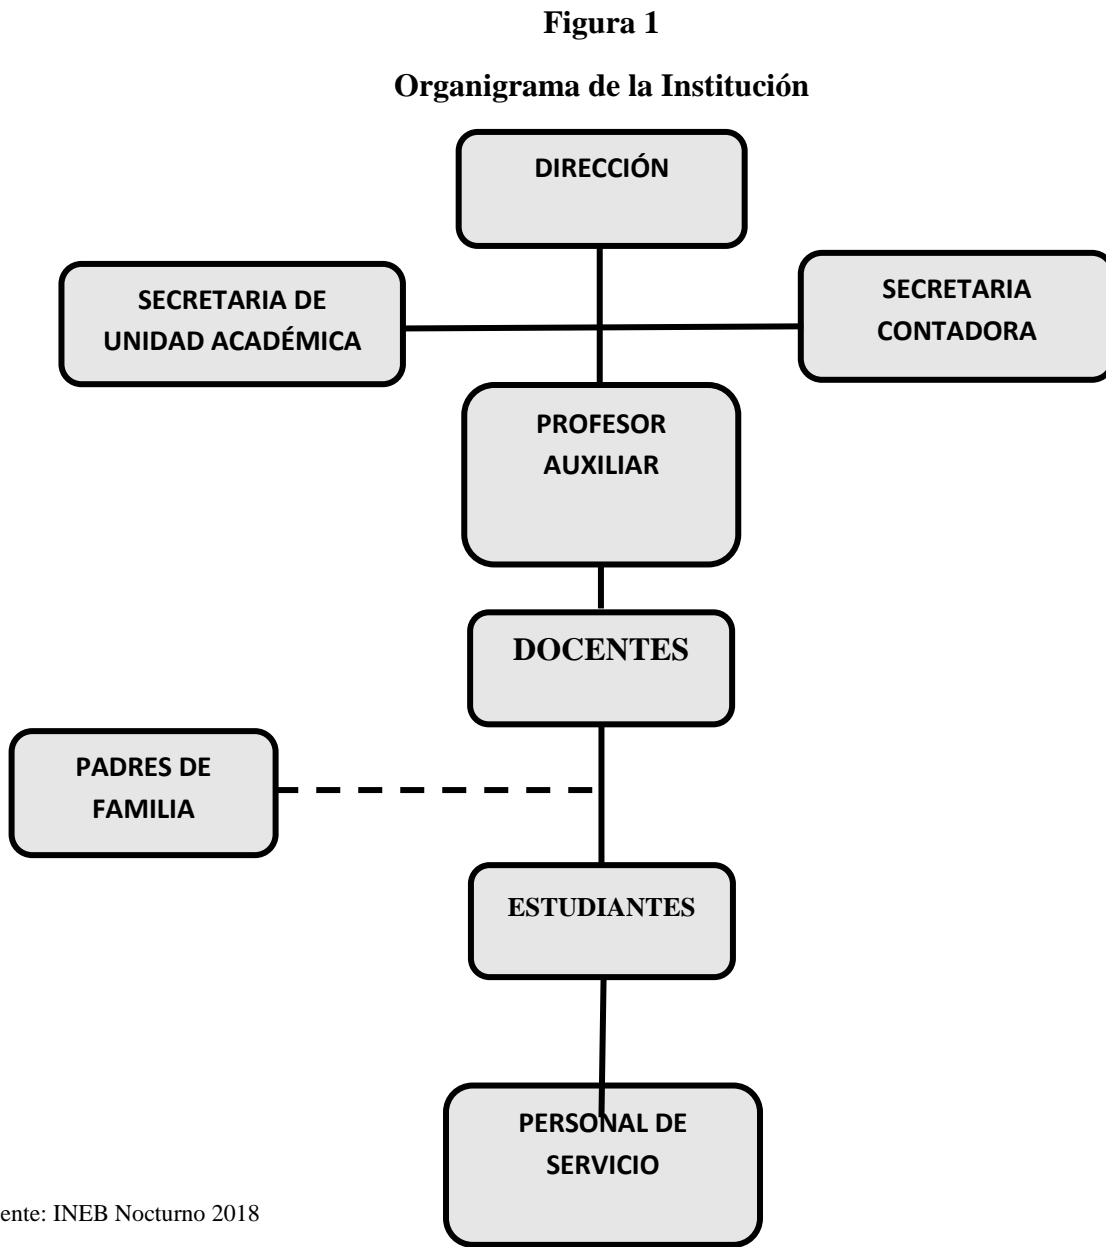 Figura 1
Organigrama de la Institución
DIRECCIÓN
SECRETARIA DE
UNIDAD ACADÉMICA
SECRETARIA
CONTADORA
PROFESOR
AUXILIAR
DOCENTES
PADRES DE
FAMILIA
ESTUDIANTES
PERSONAL DE
SERVICIO
ente: INEB Nocturno 2018